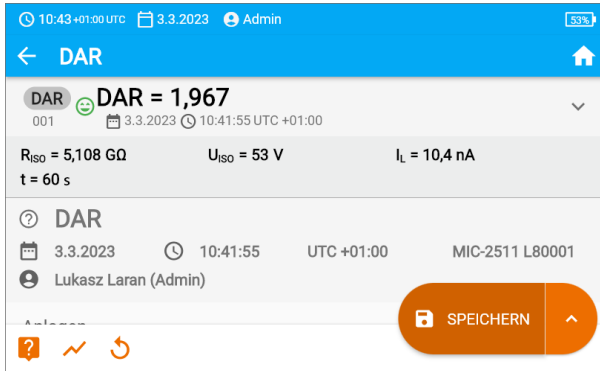 10:43 +01:00 UTC 3.3.2023 Admin 53%
DAR
DAR DAR = 1,967
001 3.3.2023 10:41:55 UTC +01:00
RISO = 5,108 GΩ UISO = 53 V IL = 10,4 nA
t = 60 s
DAR
3.3.2023 10:41:55 UTC +01:00 MIC-2511 L80001
Lukasz Laran (Admin)
SPEICHERN